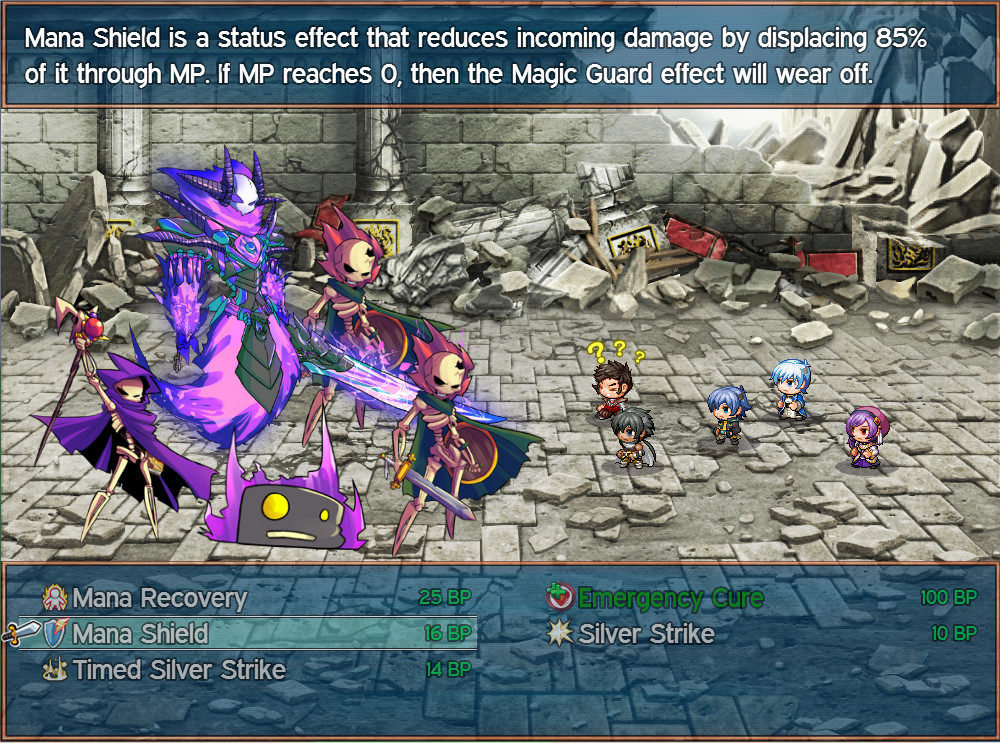 Mana Shield is a status effect that reduces incoming damage by displacing 85%
of it through MP. If MP reaches 0, then the Magic Guard effect will wear off.
? ? ?
Mana Recovery 25 BP
Emergency Cure 100 BP
Mana Shield 16 BP
Silver Strike 10 BP
Timed Silver Strike 14 BP